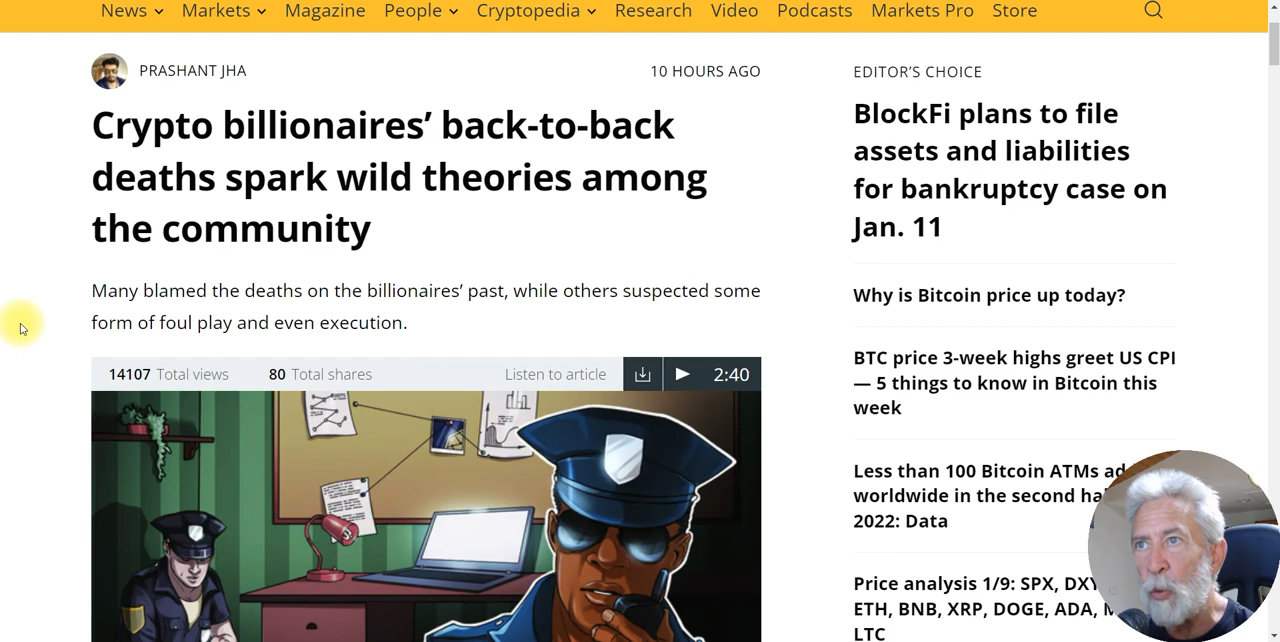 News Markets Magazine People Cryptopedia Research Video Podcasts Markets Pro Store
PRASHANT JHA
10 HOURS AGO
Crypto billionaires’ back-to-back
deaths spark wild theories among
the community
Many blamed the deaths on the billionaires’ past, while others suspected some
form of foul play and even execution.
14107 Total views 80 Total shares Listen to article 2:40
EDITOR’S CHOICE
BlockFi plans to file
assets and liabilities
for bankruptcy case on
Jan. 11
Why is Bitcoin price up today?
BTC price 3-week highs greet US CPI
— 5 things to know in Bitcoin this
week
Less than 100 Bitcoin ATMs
worldwide in the second
2022: Data
Price analysis 1/9: SPX,
ETH, BNB, XRP, DOGE, ADA,
LTC